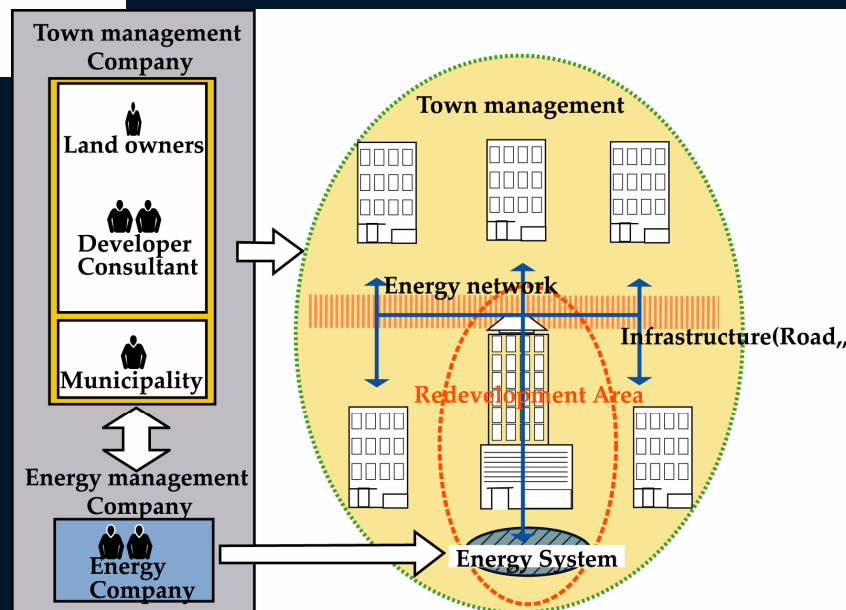 Town management
Company
Land owners
Developer
Consultant
Municipality
Energy management
Company
Energy
Company
Town management
Energy network
Infrastructure(Road,,
Redevelopment Area
Energy System